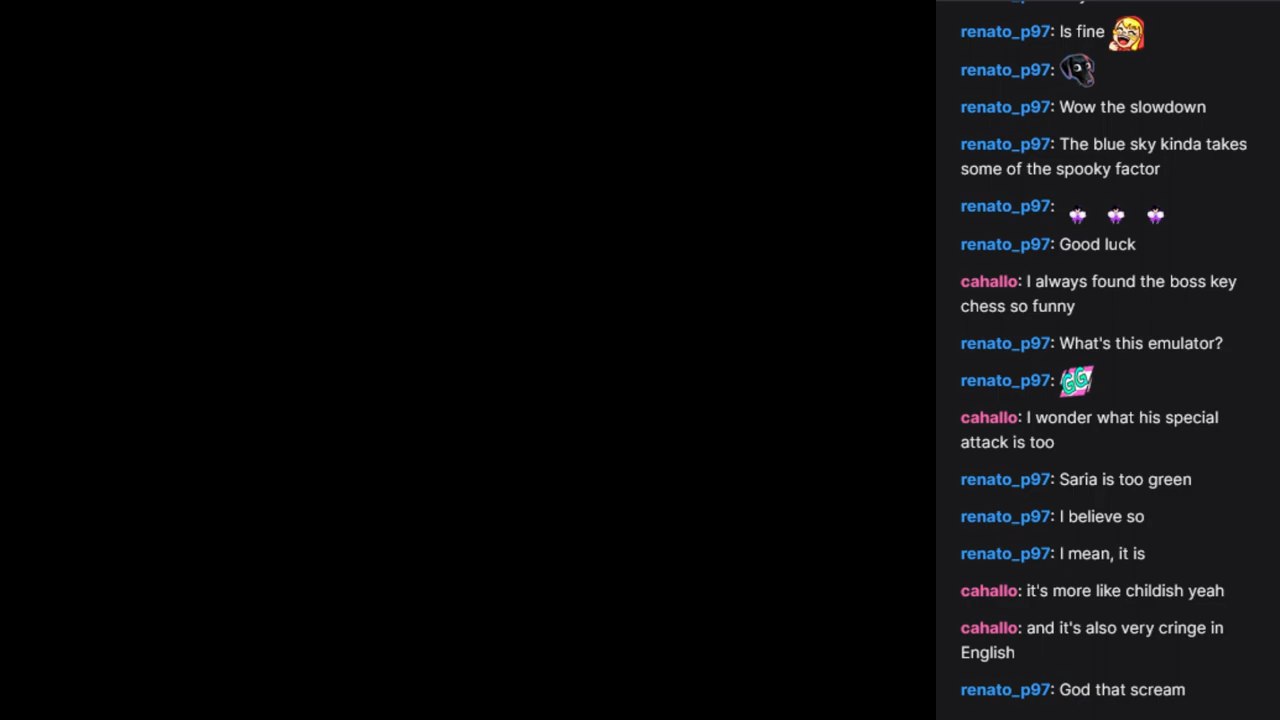 renato_p97: Is fine
renato_p97:
renato_p97: Wow the slowdown
renato_p97: The blue sky kinda takes
some of the spooky factor
renato_p97:
renato_p97: Good luck
cahallo: I always found the boss key
chess so funny
renato_p97: What's this emulator?
renato_p97: GG
cahallo: I wonder what his special
attack is too
renato_p97: Saria is too green
renato_p97: I believe so
renato_p97: I mean, it is
cahallo: it's more like childish yeah
cahallo: and it's also very cringe in
English
renato_p97: God that scream